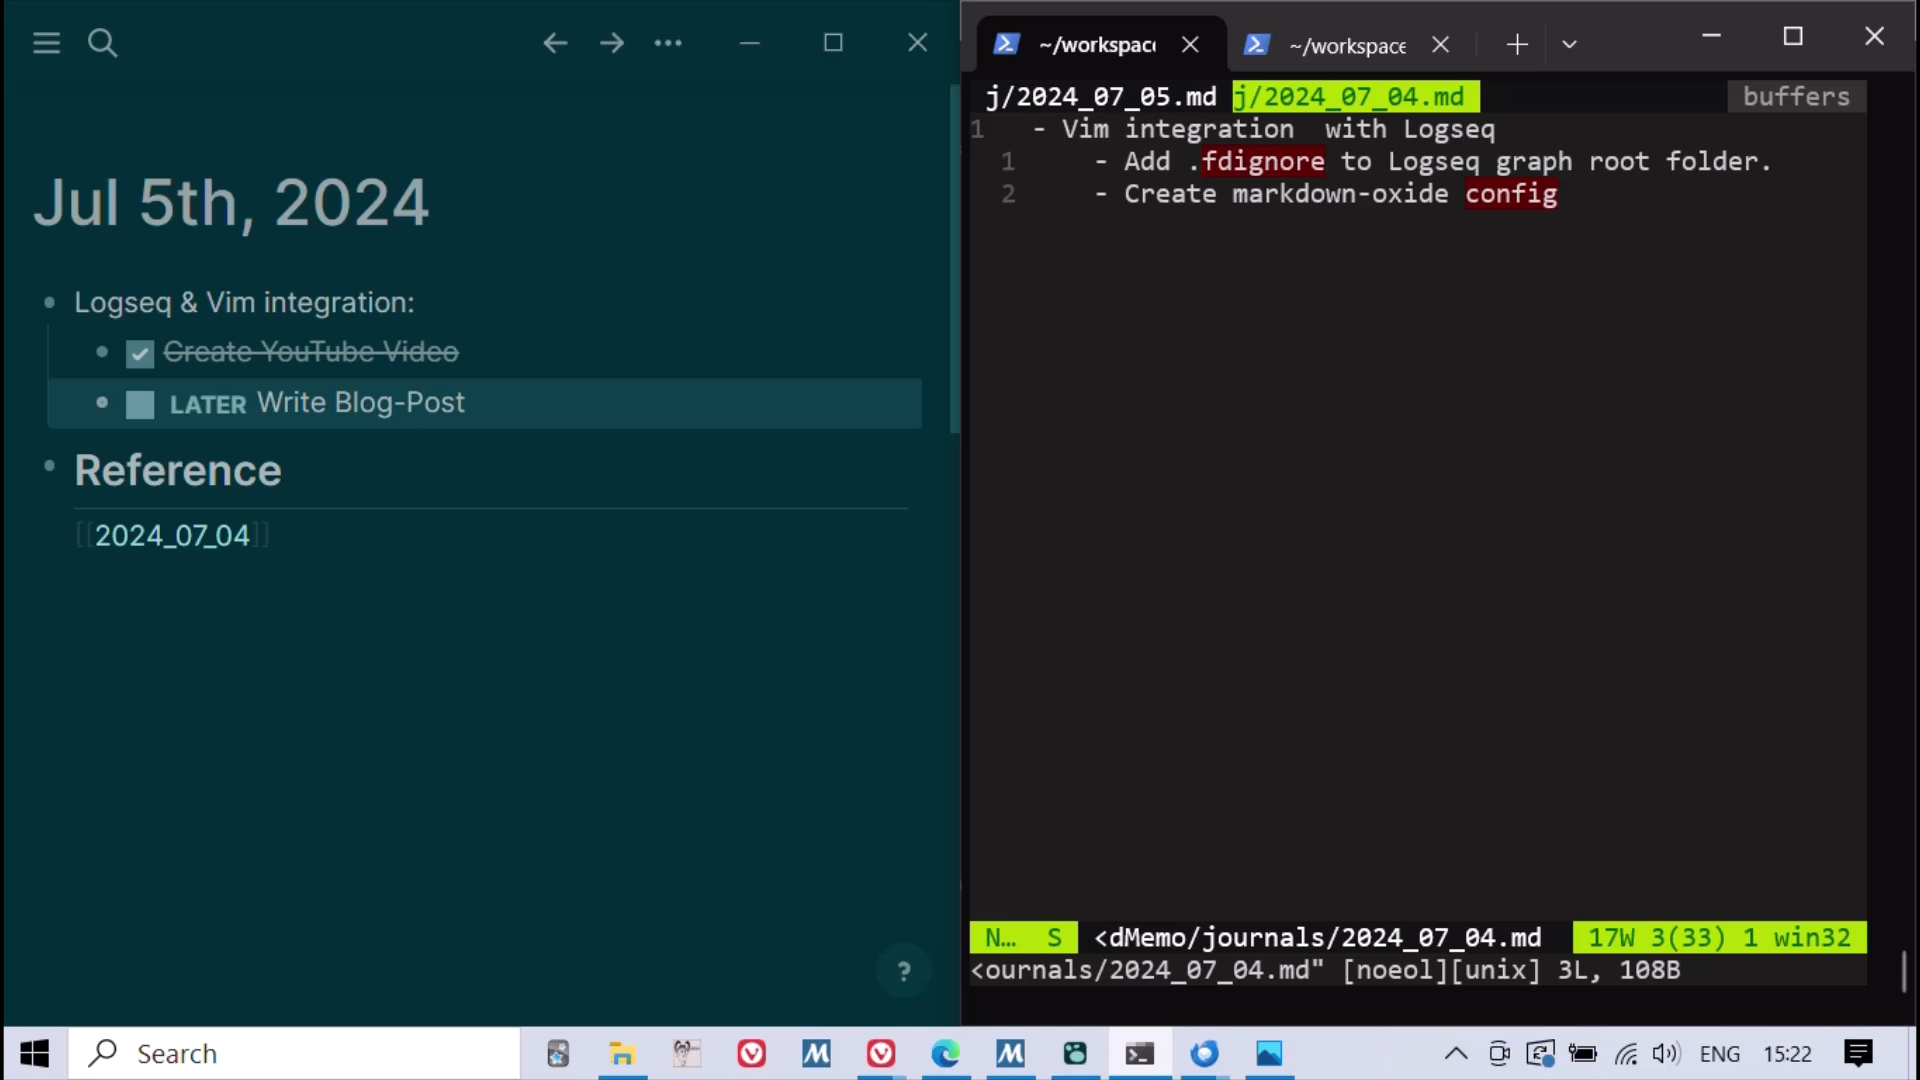 Jul 5th, 2024
Logseq & Vim integration:
Create YouTube Video
LATER Write Blog-Post
Reference
[[2024_07_04]]
?
~/workspac
~/workspace
j/2024_07_05.md j/2024_07_04.md buffers
1 - Vim integration  with Logseq
1 - Add .fdignore to Logseq graph root folder.
2 - Create markdown-oxide config
N… S <dMemo/journals/2024_07_04.md 17W 3(33) 1 win32
<ournals/2024_07_04.md" [noeol][unix] 3L, 108B
Search
ENG 15:22